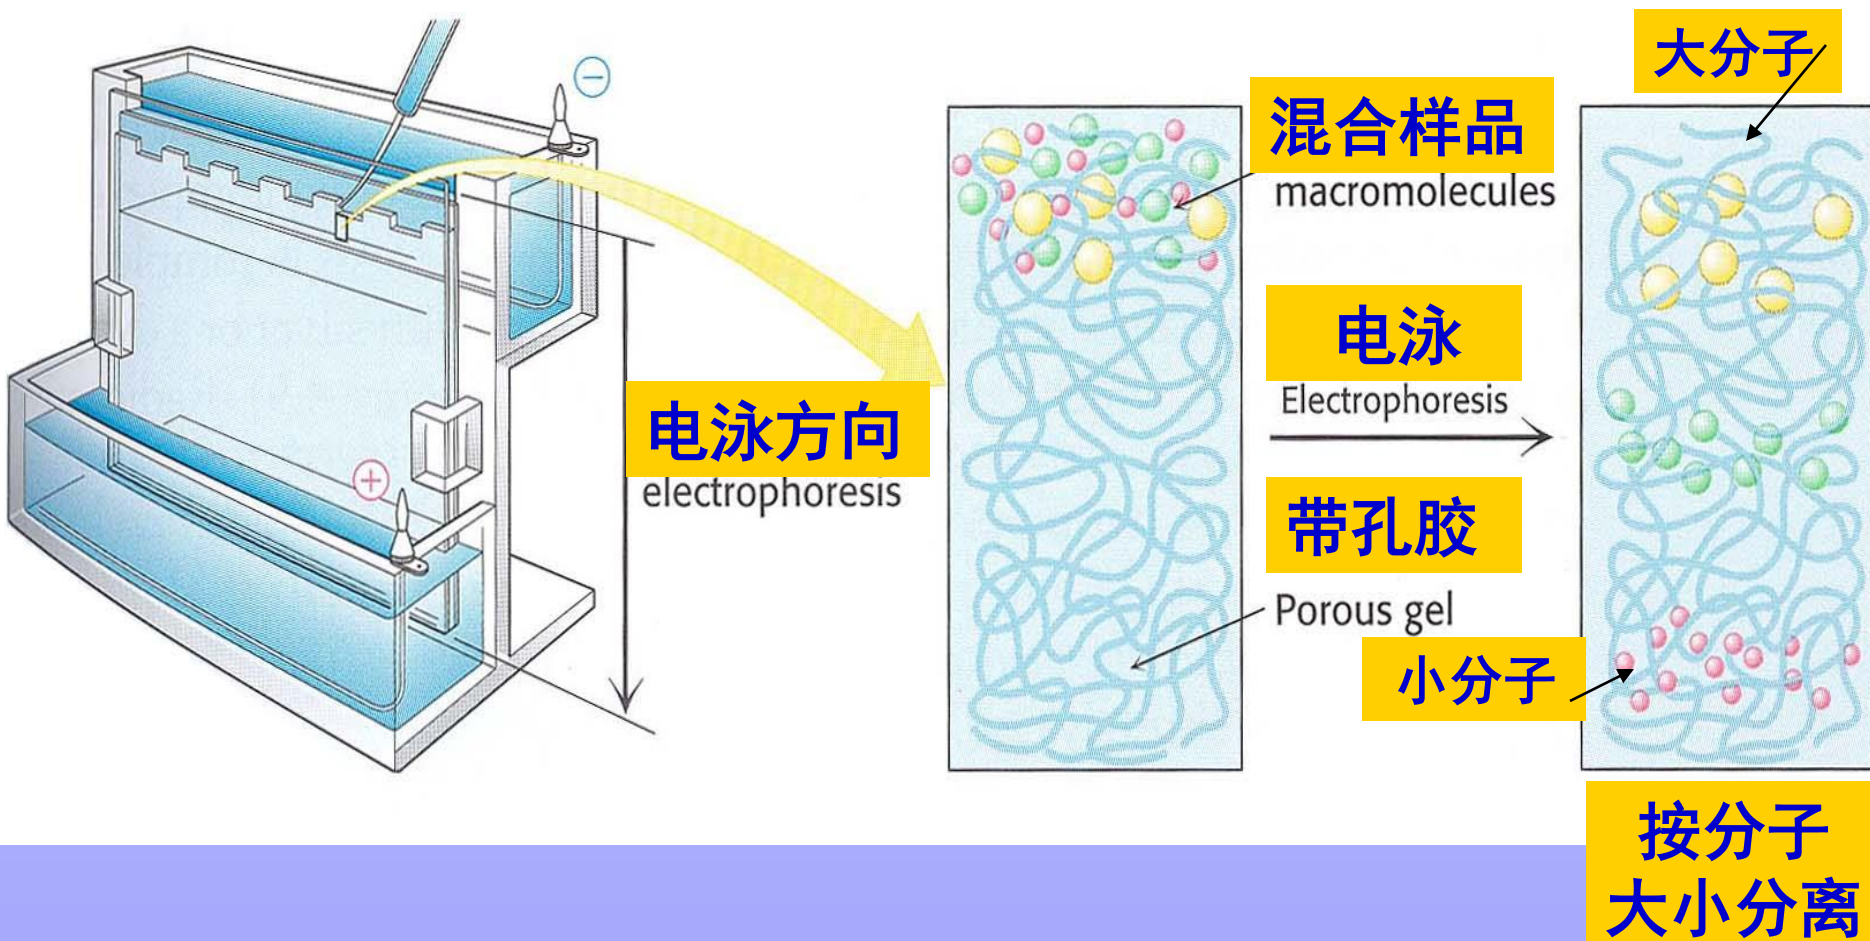 大分子
混合样品
macromolecules
−
电泳
Electrophoresis
电泳方向
electrophoresis
+
带孔胶
Porous gel
小分子
按分子
大小分离